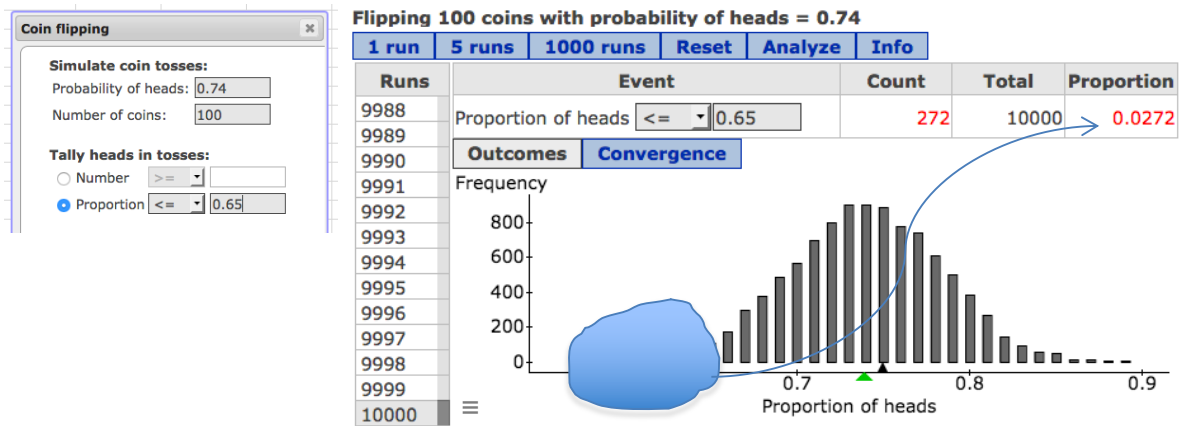 Coin flipping
Simulate coin tosses:
Probability of heads: 0.74
Number of coins: 100
Tally heads in tosses:
Number >=
Proportion <= 0.65
Flipping 100 coins with probability of heads = 0.74
1 run 5 runs 1000 runs Reset Analyze Info
Runs Event Count Total Proportion
Proportion of heads <= 0.65 272 10000 0.0272
9988
9989
9990
9991
9992
9993
9994
9995
9996
9997
9998
9999
10000
Outcomes Convergence
Frequency
800
600
400
200
0
0.7 0.8 0.9
Proportion of heads